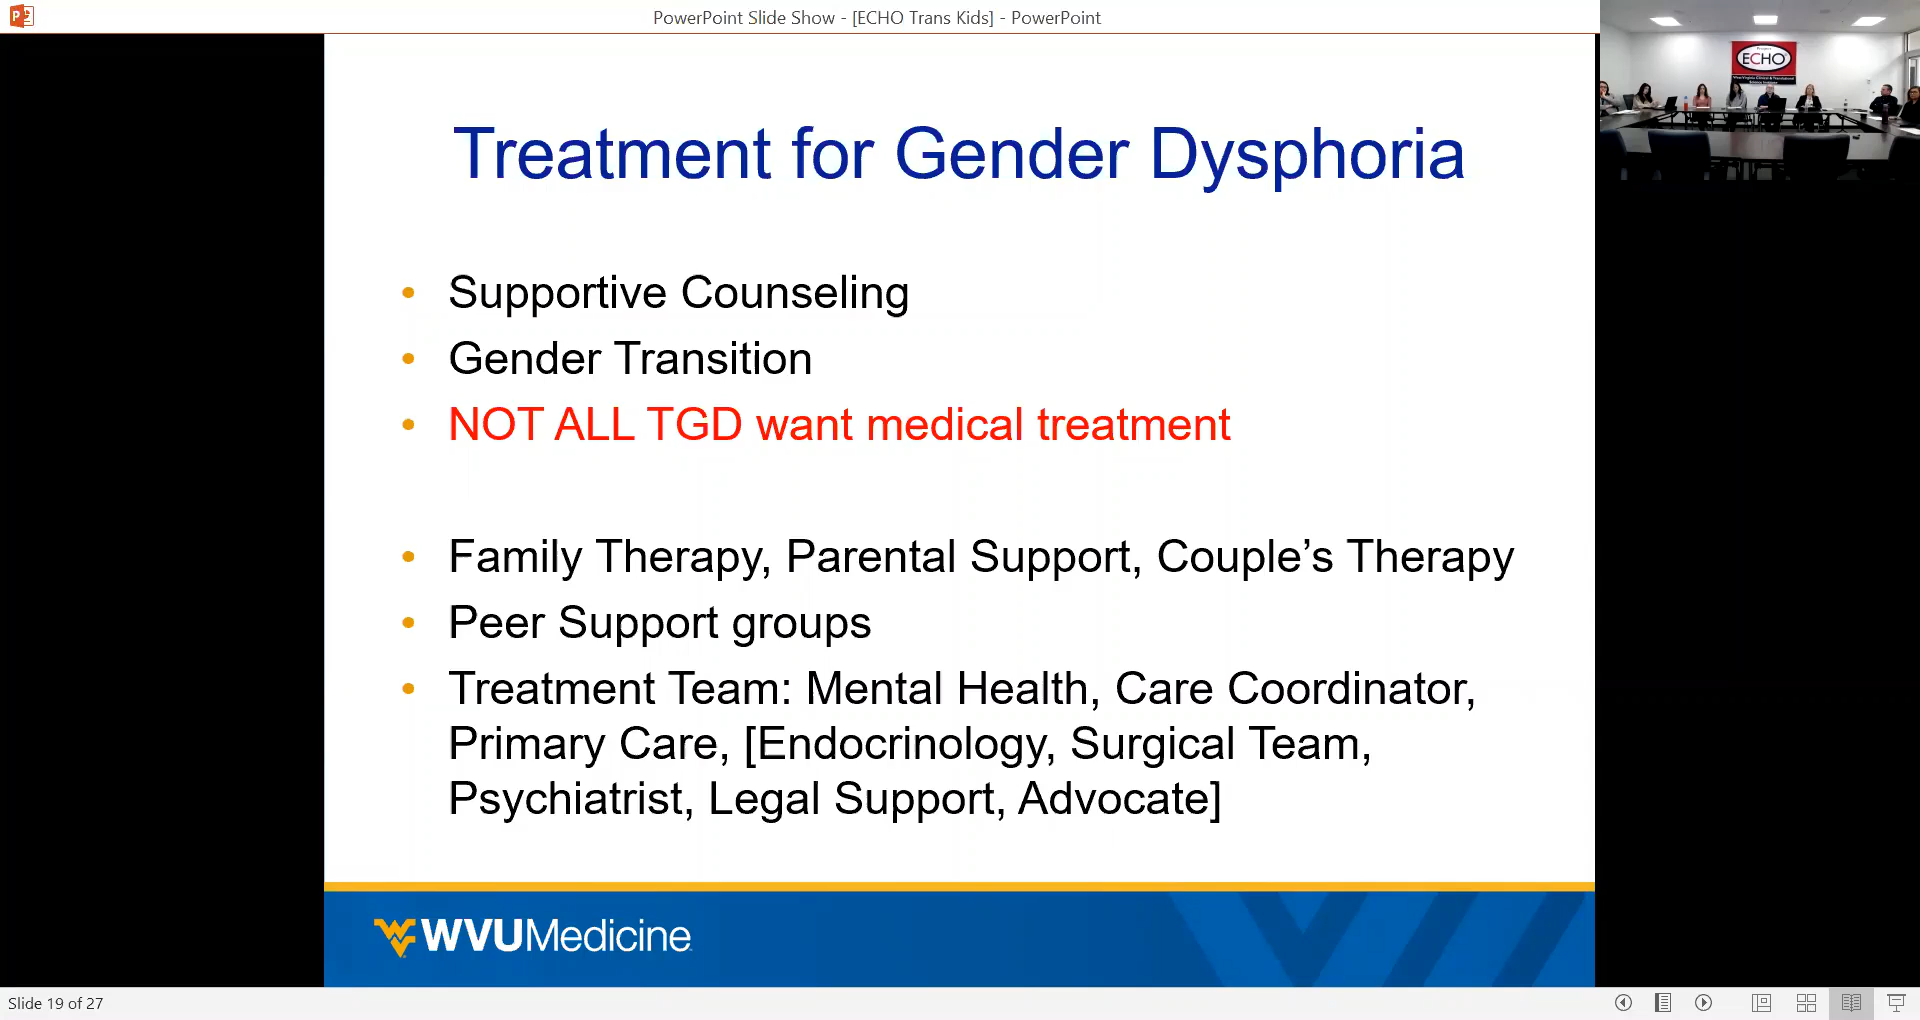 PowerPoint Slide Show - [ECHO Trans Kids] - PowerPoint
ECHO
Treatment for Gender Dysphoria
• Supportive Counseling
• Gender Transition
• NOT ALL TGD want medical treatment
• Family Therapy, Parental Support, Couple’s Therapy
• Peer Support groups
• Treatment Team: Mental Health, Care Coordinator,
Primary Care, [Endocrinology, Surgical Team,
Psychiatrist, Legal Support, Advocate]
WVUMedicine
Slide 19 of 27